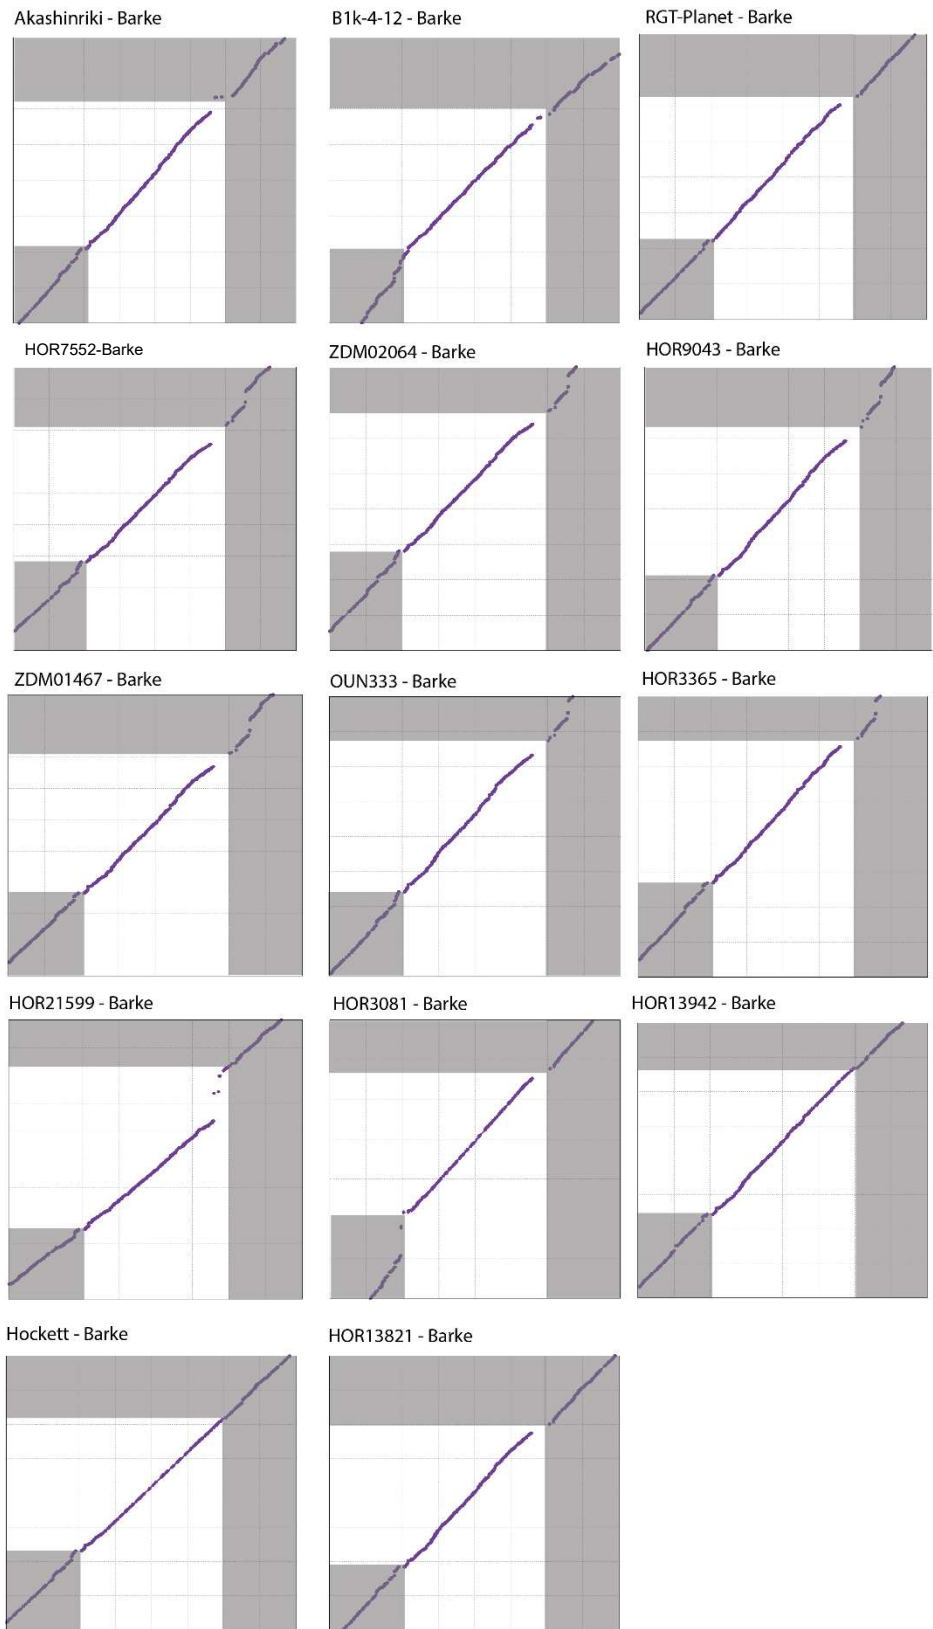 Akashinriki - Barke
B1k-4-12 - Barke
RGT-Planet - Barke
HOR7552-Barke
ZDM02064 - Barke
HOR9043 - Barke
ZDM01467 - Barke
OUN333 - Barke
HOR3365 - Barke
HOR21599 - Barke
HOR3081 - Barke
HOR13942 - Barke
Hockett - Barke
HOR13821 - Barke